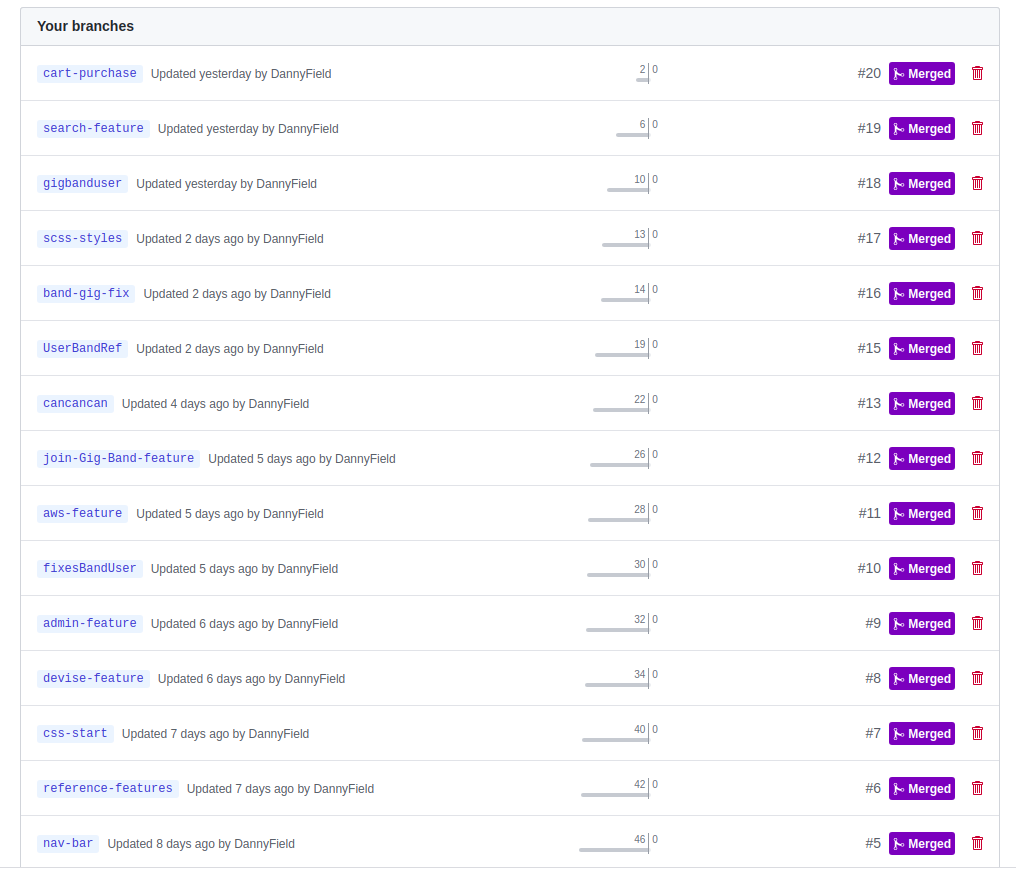 Your branches
cart-purchase Updated yesterday by DannyField 2 0 #20 Merged
search-feature Updated yesterday by DannyField 6 0 #19 Merged
gigbanduser Updated yesterday by DannyField 10 0 #18 Merged
scss-styles Updated 2 days ago by DannyField 13 0 #17 Merged
band-gig-fix Updated 2 days ago by DannyField 14 0 #16 Merged
UserBandRef Updated 2 days ago by DannyField 19 0 #15 Merged
cancancan Updated 4 days ago by DannyField 22 0 #13 Merged
join-Gig-Band-feature Updated 5 days ago by DannyField 26 0 #12 Merged
aws-feature Updated 5 days ago by DannyField 28 0 #11 Merged
fixesBandUser Updated 5 days ago by DannyField 30 0 #10 Merged
admin-feature Updated 6 days ago by DannyField 32 0 #9 Merged
devise-feature Updated 6 days ago by DannyField 34 0 #8 Merged
css-start Updated 7 days ago by DannyField 40 0 #7 Merged
reference-features Updated 7 days ago by DannyField 42 0 #6 Merged
nav-bar Updated 8 days ago by DannyField 46 0 #5 Merged